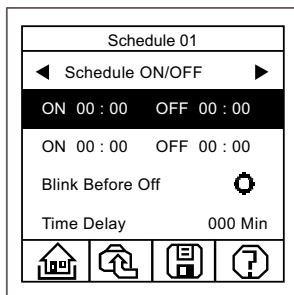 Schedule 01
Schedule ON/OFF
ON 00 : 00 OFF 00 : 00
ON 00 : 00 OFF 00 : 00
Blink Before Off
Time Delay 000 Min
?